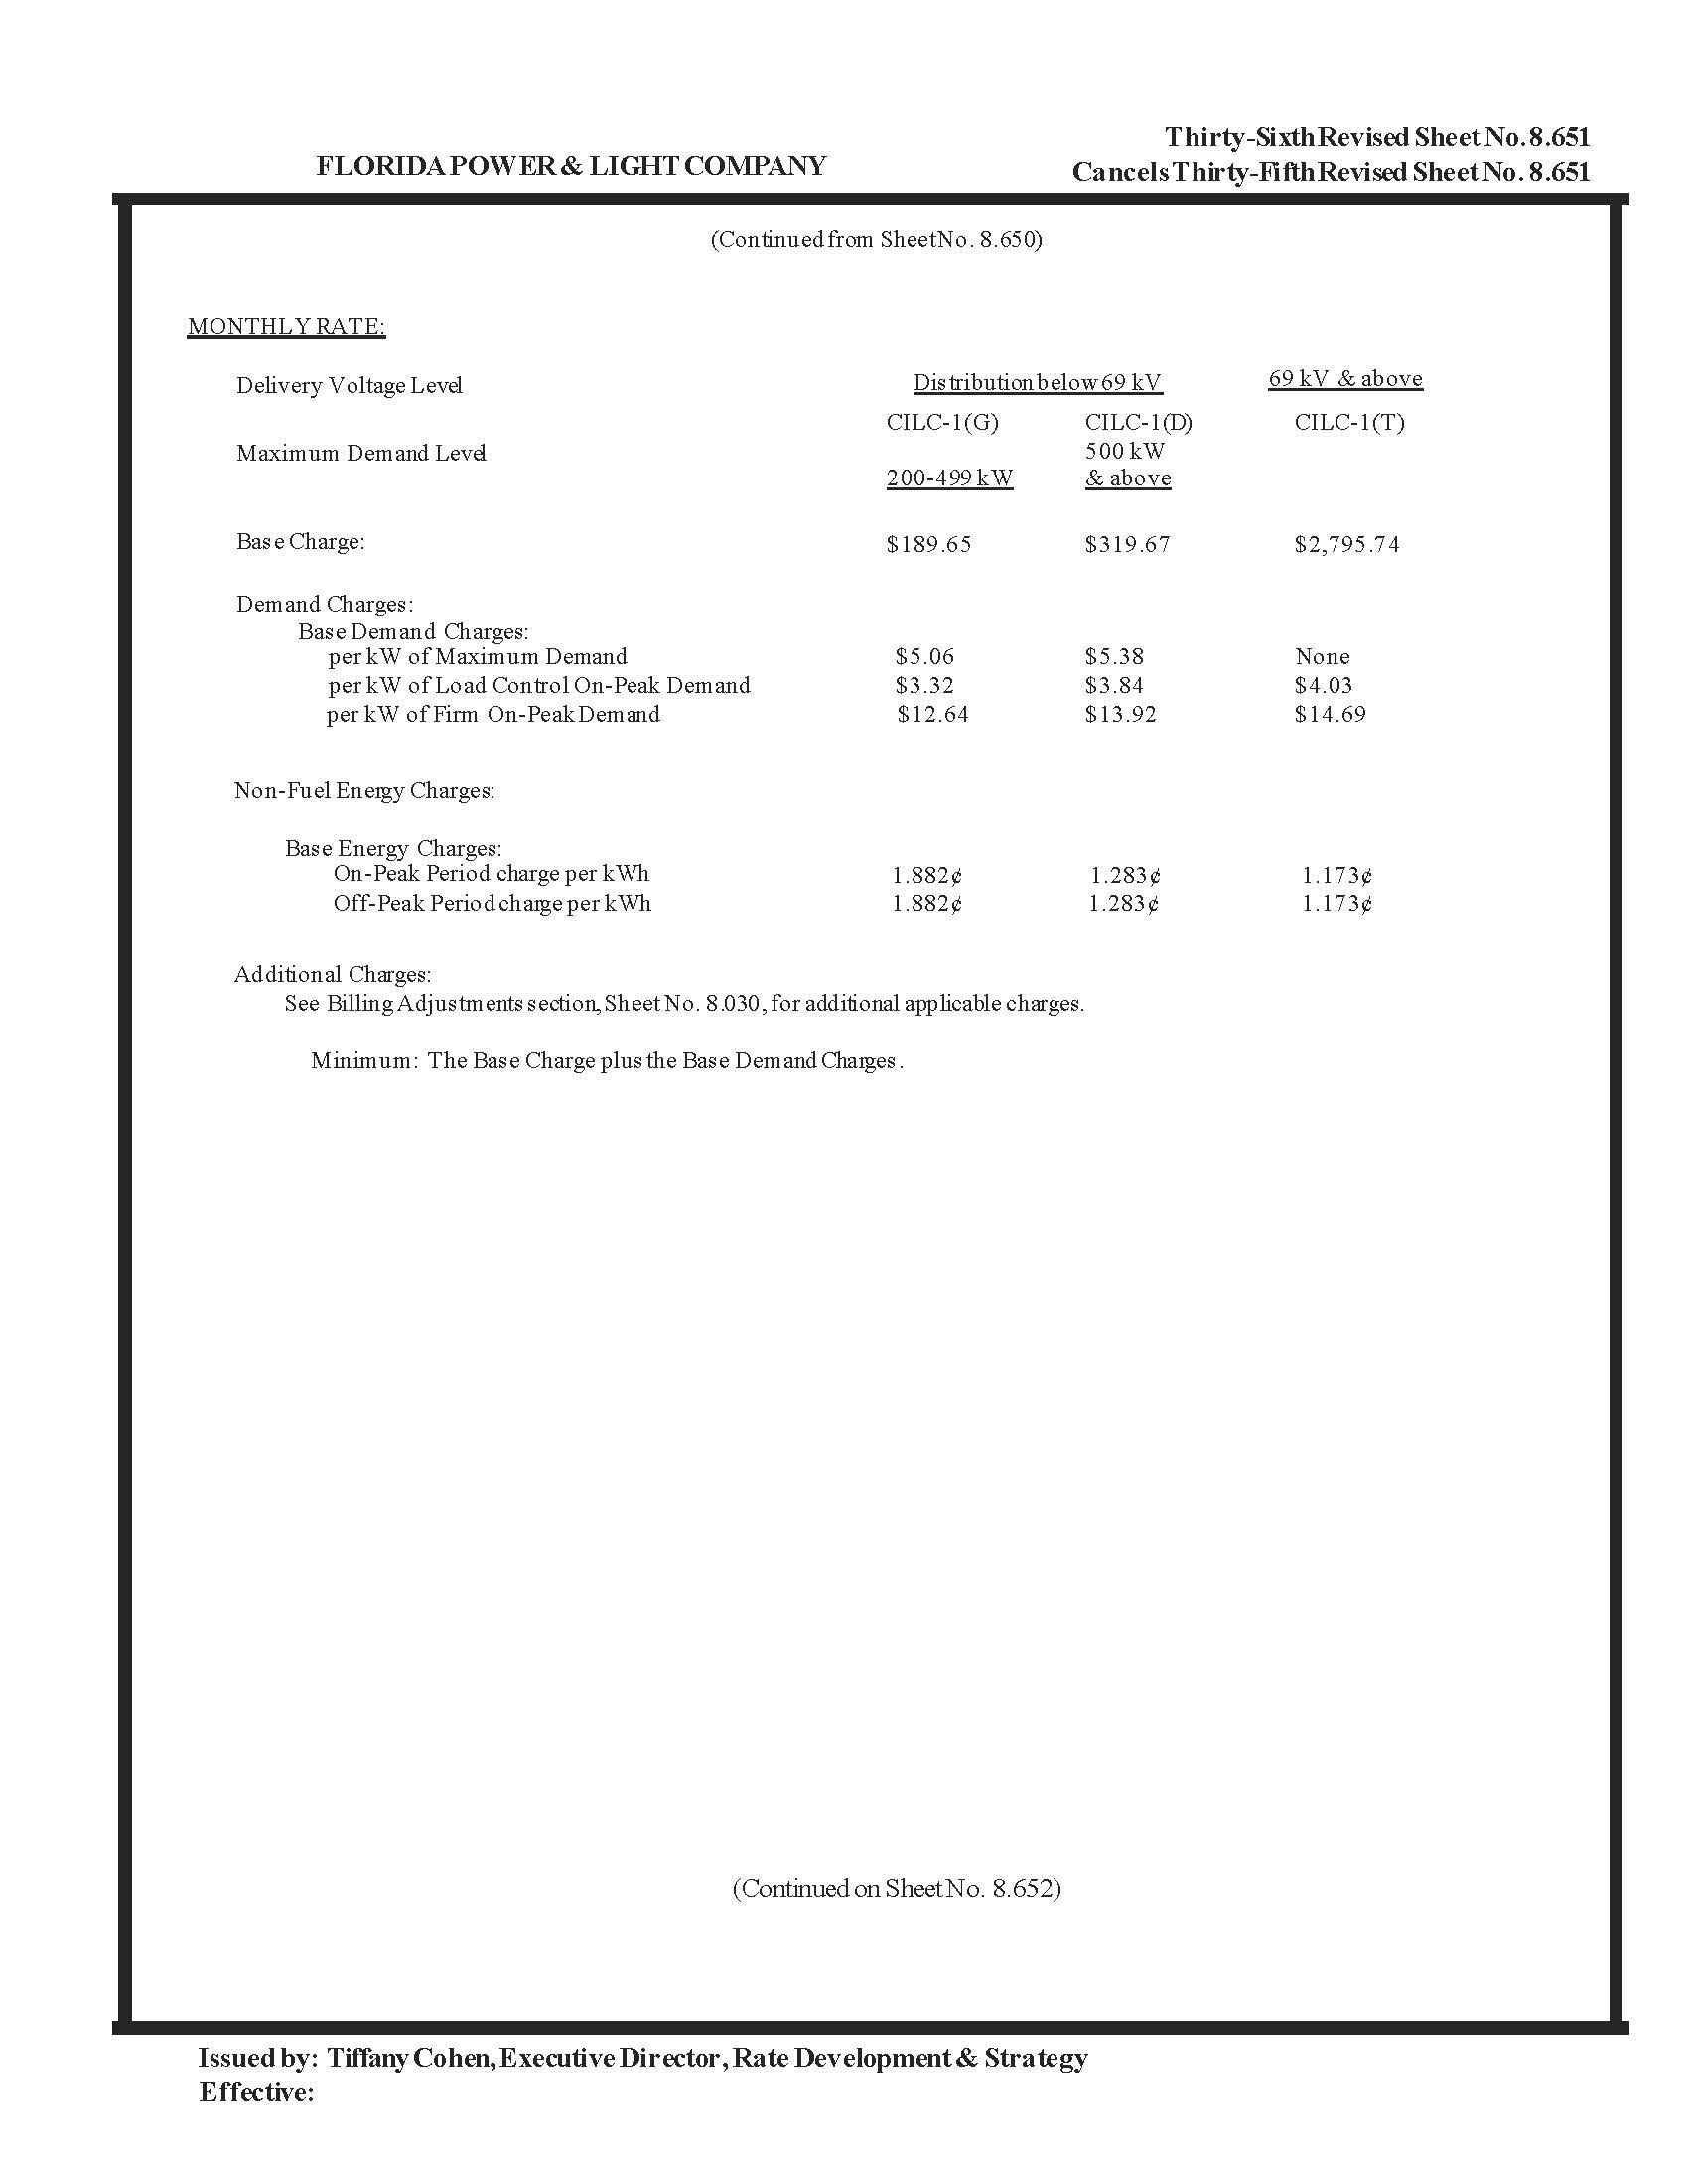 Thirty-Sixth Revised Sheet No. 8.651
FLORIDA POWER & LIGHT COMPANY
Cancels Thirty-Fifth Revised Sheet No. 8.651
(Continued from Sheet No. 8.650)
MONTHLY RATE:
Delivery Voltage Level Distribution below 69 kV 69 kV & above
CILC-1(G) CILC-1(D) CILC-1(T)
Maximum Demand Level 500 kW
200-499 kW & above
Base Charge: $189.65 $319.67 $2,795.74
Demand Charges:
Base Demand Charges:
per kW of Maximum Demand $5.06 $5.38 None
per kW of Load Control On-Peak Demand $3.32 $3.84 $4.03
per kW of Firm On-Peak Demand $12.64 $13.92 $14.69
Non-Fuel Energy Charges:
Base Energy Charges:
On-Peak Period charge per kWh 1.882¢ 1.283¢ 1.173¢
Off-Peak Period charge per kWh 1.882¢ 1.283¢ 1.173¢
Additional Charges:
See Billing Adjustments section, Sheet No. 8.030, for additional applicable charges.
Minimum: The Base Charge plus the Base Demand Charges.
(Continued on Sheet No. 8.652)
Issued by: Tiffany Cohen, Executive Director, Rate Development & Strategy
Effective: